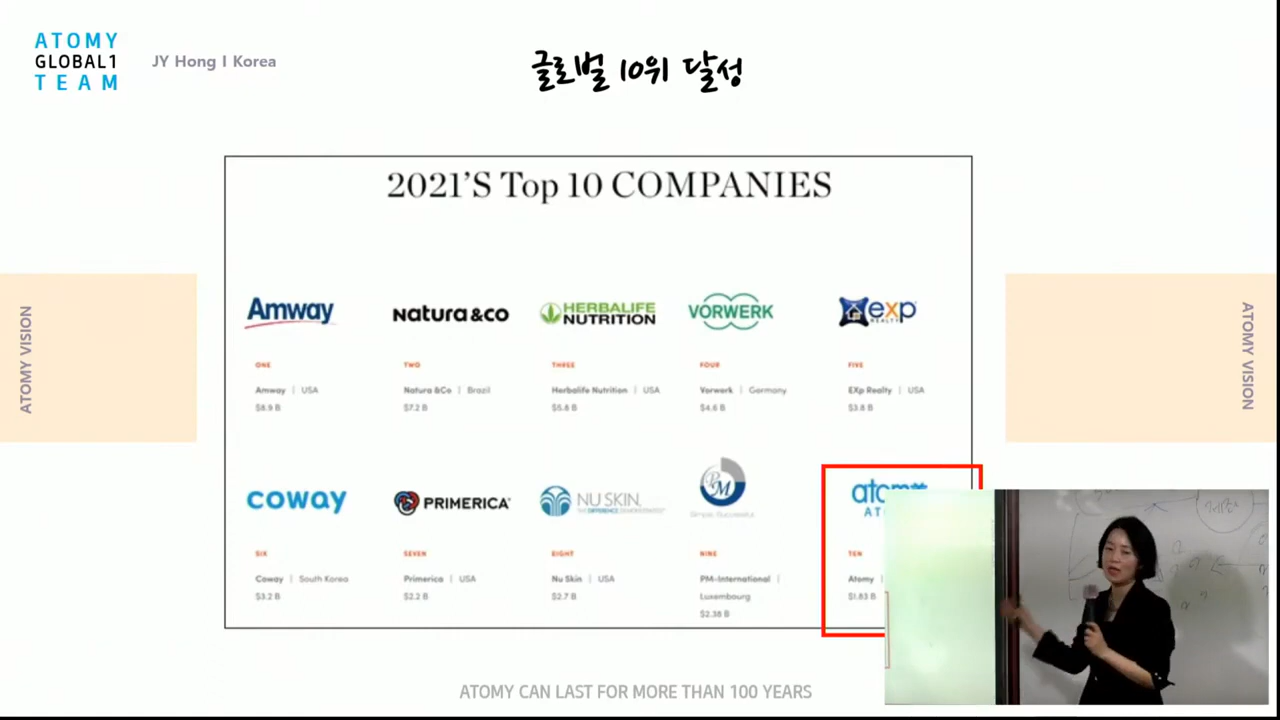 ATOMY
GLOBAL1
TEAM
JY Hong I Korea
글로벌 10위 달성
2021'S Top 10 COMPANIES
Amway
natura &co
HERBALIFE
NUTRITION
VORWERK
exp
REALTY
ONE
TWO
THREE
FOUR
FIVE
Amway | USA
Natura &Co | Brazil
Herbalife Nutrition | USA
Vorwerk | Germany
EXp Realty | USA
$8.9 B
$7.2 B
$5.8 B
$4.6 B
$3.8 B
coway
PRIMERICA
NU SKIN
PM
atomy
SIX
SEVEN
EIGHT
NINE
TEN
Coway | South Korea
Primerica | USA
Nu Skin | USA
PM-International |
Luxembourg
Atomy |
$3.2 B
$2.2 B
$2.7 B
$2.38 B
$1.83 B
ATOMY VISION
ATOMY VISION
ATOMY CAN LAST FOR MORE THAN 100 YEARS